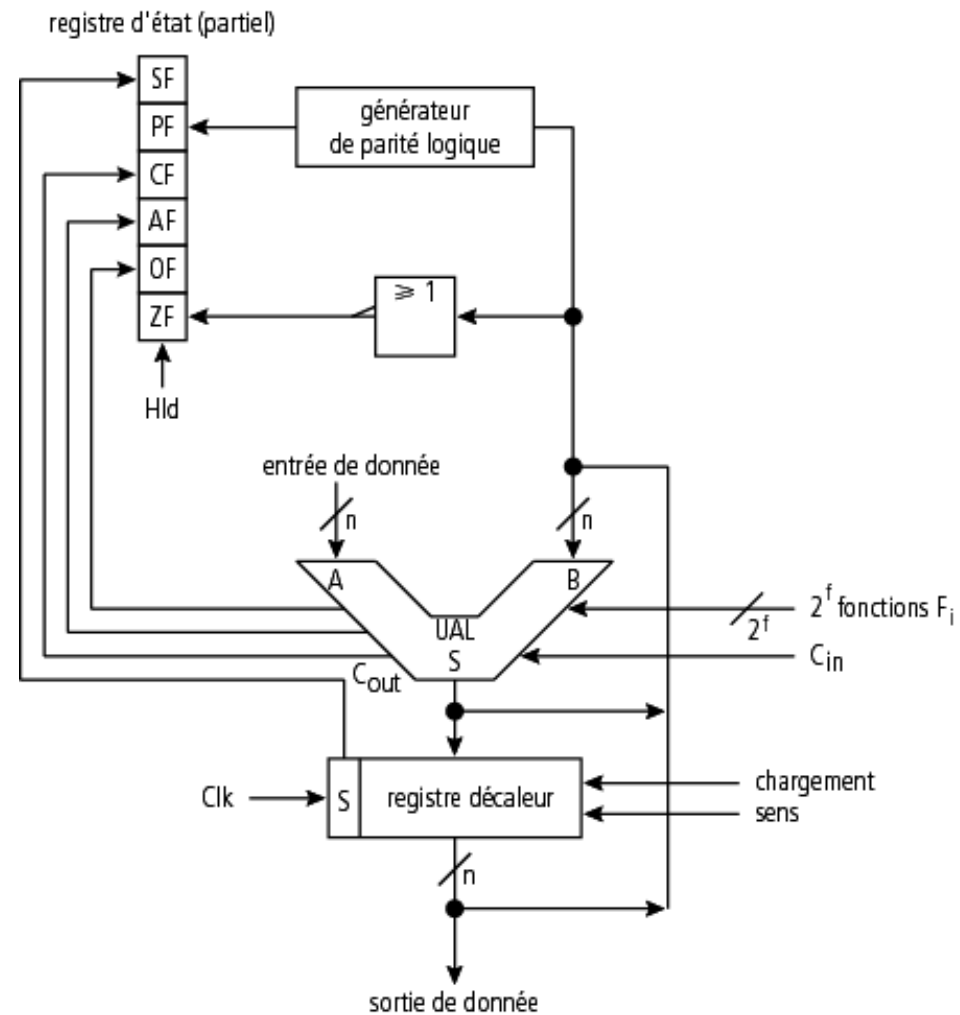 registre d'état (partiel)
SF
PF
CF
AF
OF
ZF
générateur
de parité logique
≥ 1
Hld
entrée de donnée
n
n
A
B
UAL
S
2^f
2^f fonctions F_i
C_in
C_out
Clk
S
registre décaleur
chargement
sens
n
sortie de donnée